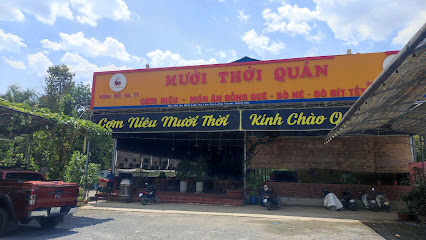 MƯỜI THỜI QUÁN
CƠM NIÊU - MÓN ĂN ĐỒNG QUÊ - BÒ NÉ - BÒ BÍT TẾT
Cơm Niêu Mười Thời
Kính Chào Q